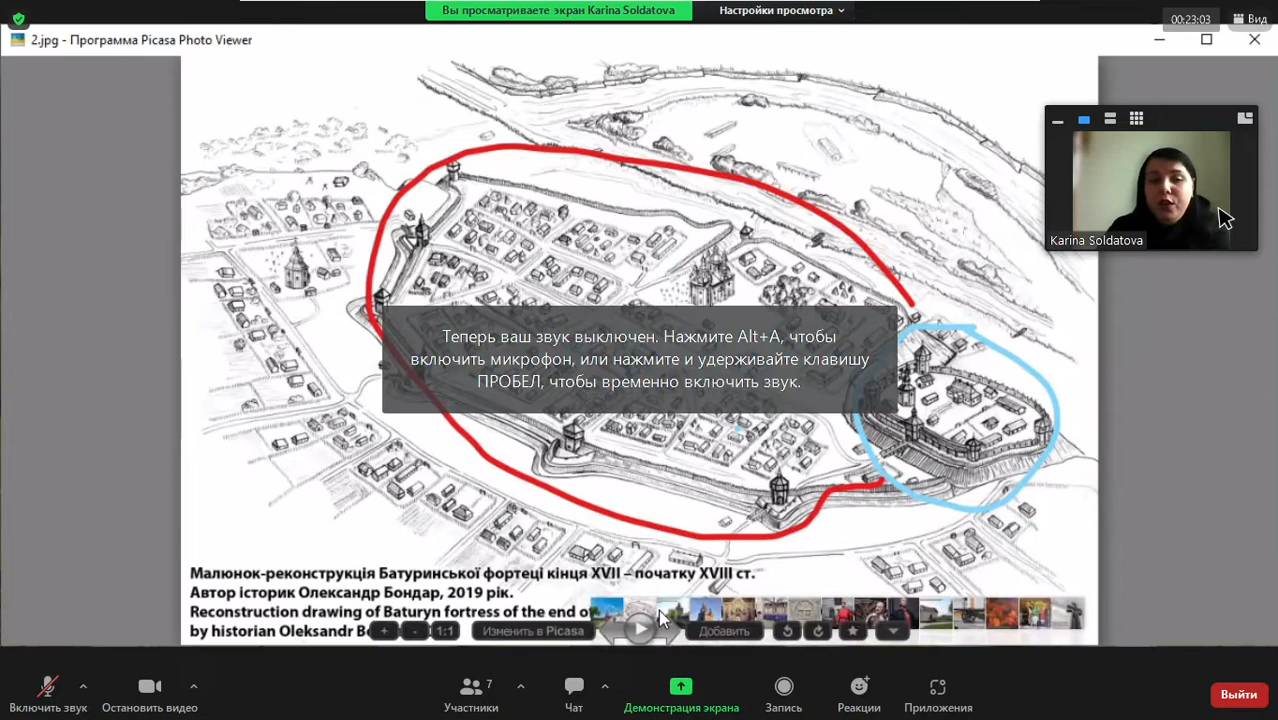 Вы просматриваете экран Karina Soldatova
Настройки просмотра
00:23:03
Вид
2.jpg - Программа Picasa Photo Viewer
Karina Soldatova
Теперь ваш звук выключен. Нажмите Alt+A, чтобы
включить микрофон, или нажмите и удерживайте клавишу
ПРОБЕЛ, чтобы временно включить звук.
Малюнок-реконструкція Батуринської фортеці кінця XVII – початку XVIII ст.
Автор історик Олександр Бондар, 2019 рік.
Reconstruction drawing of Baturyn fortress of the end of
by historian Oleksandr
+ - 1:1 Изменить в Picasa Добавить
Включить звук
Остановить видео
7
Участники
Чат
Демонстрация экрана
Запись
Реакции
Приложения
Выйти